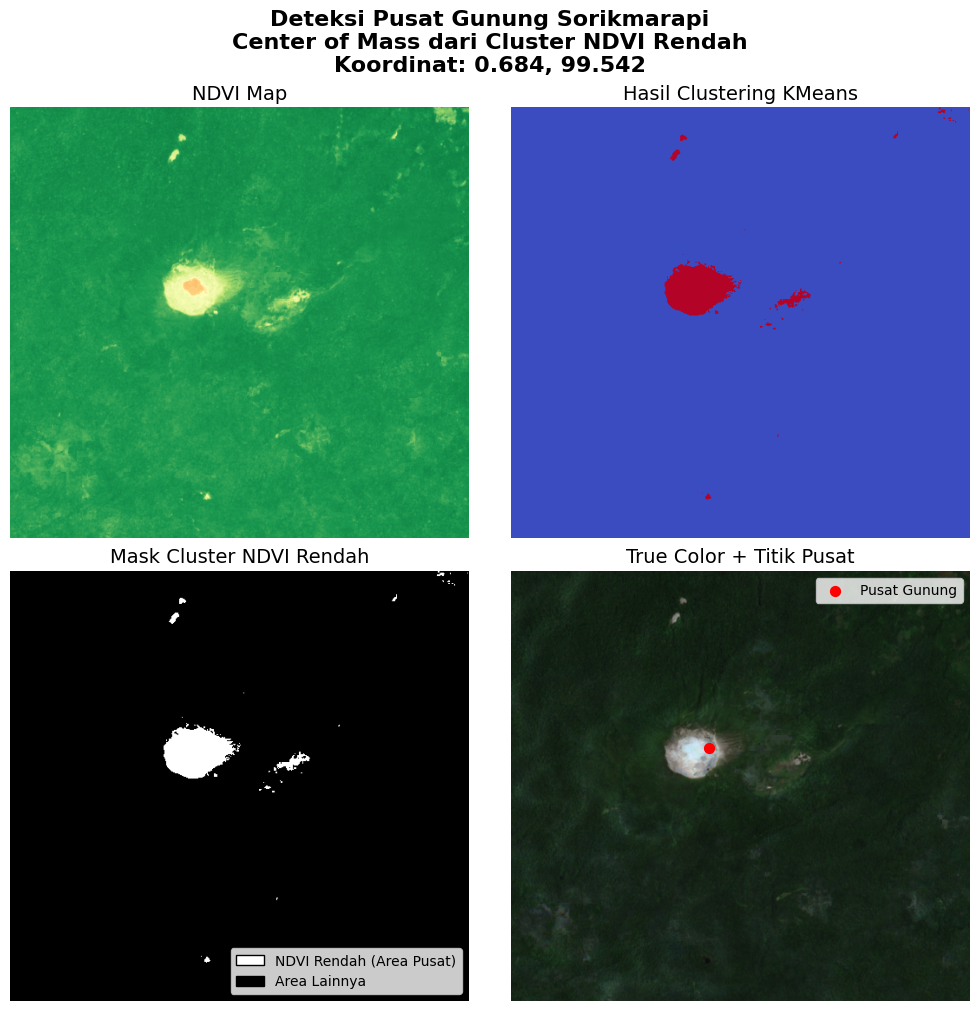 Deteksi Pusat Gunung Sorikmarapi
Center of Mass dari Cluster NDVI Rendah
Koordinat: 0.684, 99.542
NDVI Map
Hasil Clustering KMeans
Mask Cluster NDVI Rendah
True Color + Titik Pusat
NDVI Rendah (Area Pusat)
Area Lainnya
Pusat Gunung